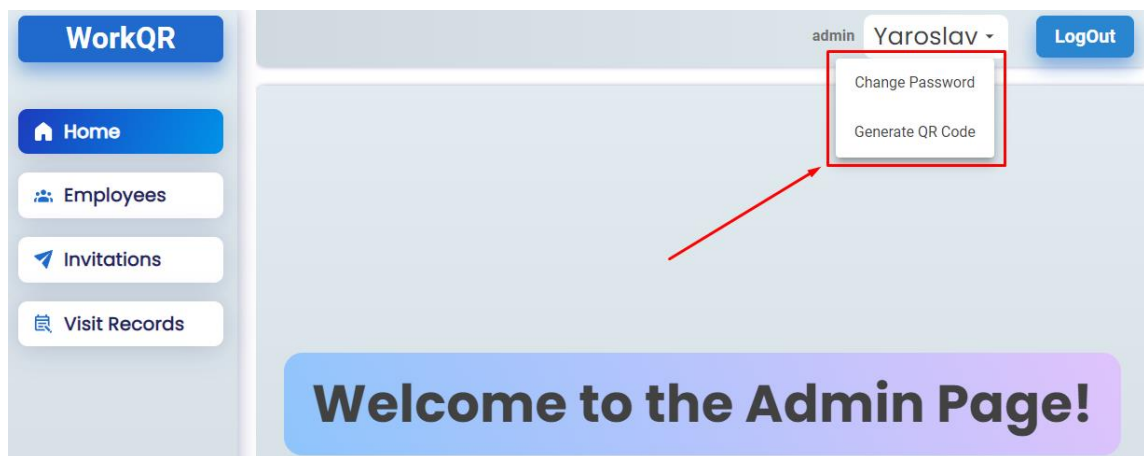 WorkQR
admin Yaroslav LogOut
Change Password
Generate QR Code
Home
Employees
Invitations
Visit Records
Welcome to the Admin Page!